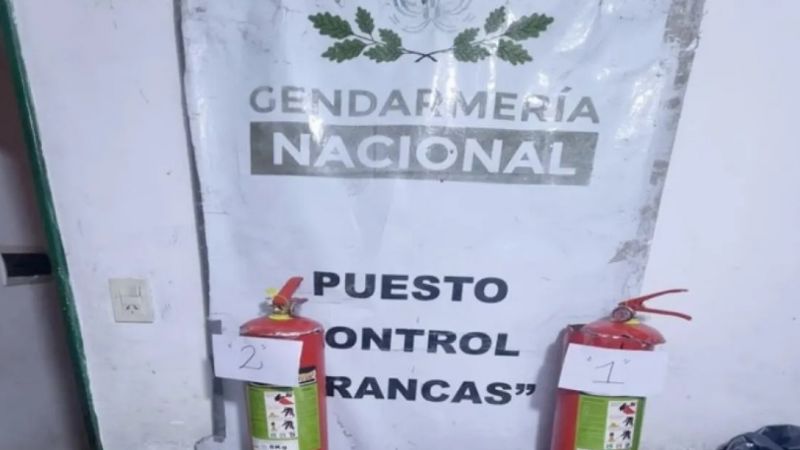 GENDARMERÍA
NACIONAL
PUESTO
ONTROL
RANCAS”
"2"
"1"